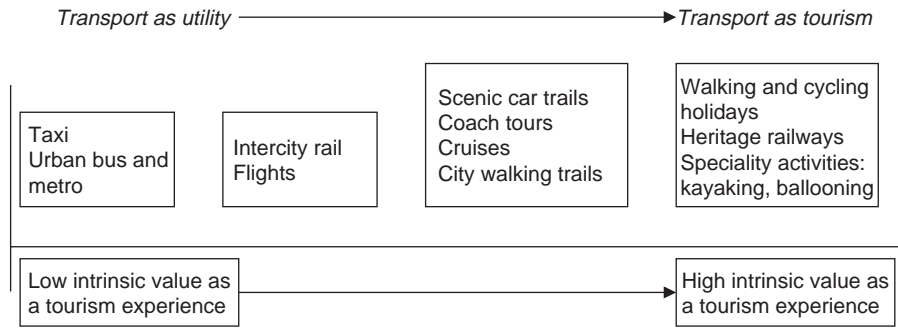 Transport as utility
Transport as tourism
Taxi
Urban bus and
metro
Intercity rail
Flights
Scenic car trails
Coach tours
Cruises
City walking trails
Walking and cycling
holidays
Heritage railways
Speciality activities:
kayaking, ballooning
Low intrinsic value as
a tourism experience
High intrinsic value as
a tourism experience